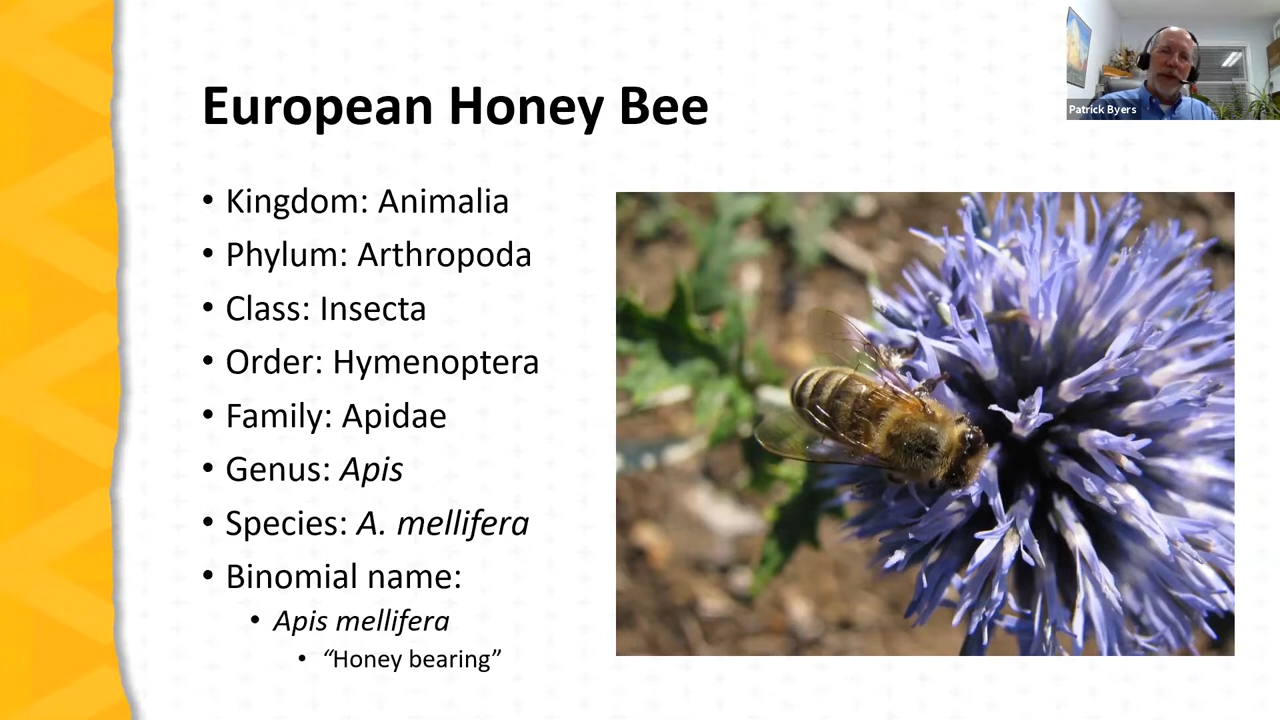 European Honey Bee
Patrick Byers
• Kingdom: Animalia
• Phylum: Arthropoda
• Class: Insecta
• Order: Hymenoptera
• Family: Apidae
• Genus: Apis
• Species: A. mellifera
• Binomial name:
• Apis mellifera
• “Honey bearing”